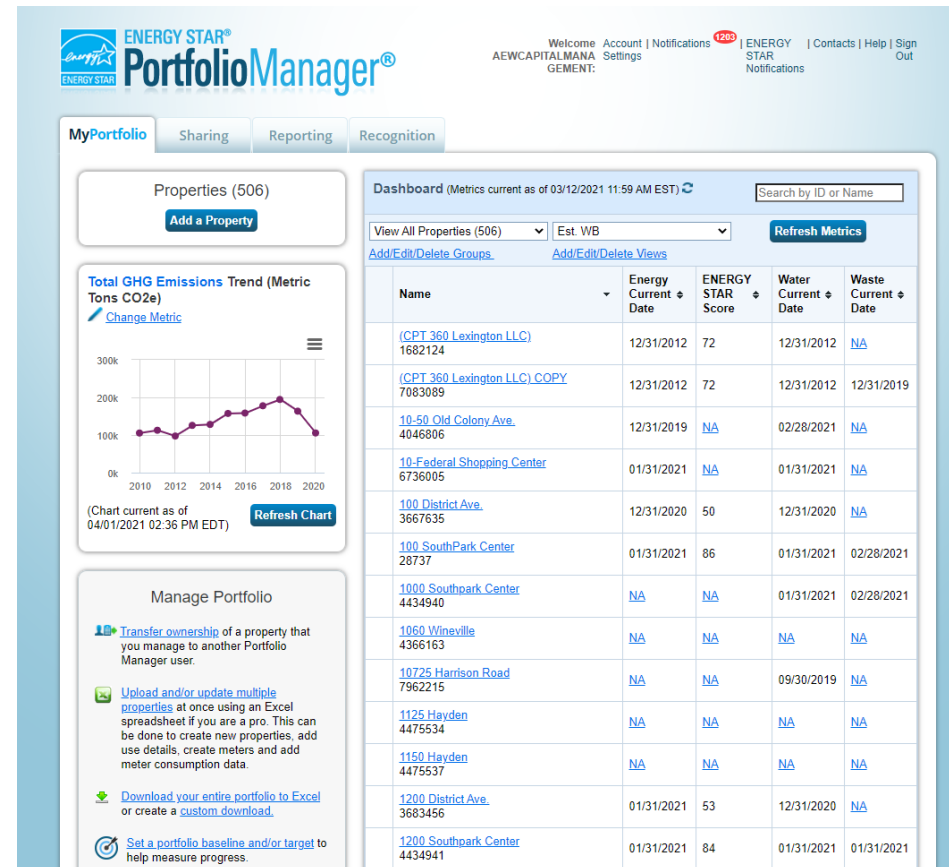 ENERGY STAR®
PortfolioManager®
energy
ENERGY STAR
Welcome
AEWCAPITALMANA
GEMENT:
Account | Notifications 1203 | ENERGY | Contacts | Help | Sign
Settings STAR Out
Notifications
MyPortfolio Sharing Reporting Recognition
Properties (506)
Add a Property
Total GHG Emissions Trend (Metric
Tons CO2e)
Change Metric
300k
200k
100k
0k
2010 2012 2014 2016 2018 2020
(Chart current as of
04/01/2021 02:36 PM EDT)
Refresh Chart
Manage Portfolio
Transfer ownership of a property that
you manage to another Portfolio
Manager user.
Upload and/or update multiple
properties at once using an Excel
spreadsheet if you are a pro. This can
be done to create new properties, add
use details, create meters and add
meter consumption data.
Download your entire portfolio to Excel
or create a custom download.
Set a portfolio baseline and/or target to
help measure progress.
Dashboard (Metrics current as of 03/12/2021 11:59 AM EST)
Search by ID or Name
View All Properties (506) Est. WB Refresh Metrics
Add/Edit/Delete Groups Add/Edit/Delete Views
Name Energy Current Date ENERGY STAR Score Water Current Date Waste Current Date
(CPT 360 Lexington LLC)
1682124 12/31/2012 72 12/31/2012 NA
(CPT 360 Lexington LLC) COPY
7083089 12/31/2012 72 12/31/2012 12/31/2019
10-50 Old Colony Ave.
4046806 12/31/2019 NA 02/28/2021 NA
10-Federal Shopping Center
6736005 01/31/2021 NA 01/31/2021 NA
100 District Ave.
3667635 12/31/2020 50 12/31/2020 NA
100 SouthPark Center
28737 01/31/2021 86 01/31/2021 02/28/2021
1000 Southpark Center
4434940 NA NA 01/31/2021 02/28/2021
1060 Wineville
4366163 NA NA NA NA
10725 Harrison Road
7962215 NA NA 09/30/2019 NA
1125 Hayden
4475534 NA NA NA NA
1150 Hayden
4475537 NA NA NA NA
1200 District Ave.
3683456 01/31/2021 53 12/31/2020 NA
1200 Southpark Center
4434941 01/31/2021 84 01/31/2021 01/31/2021